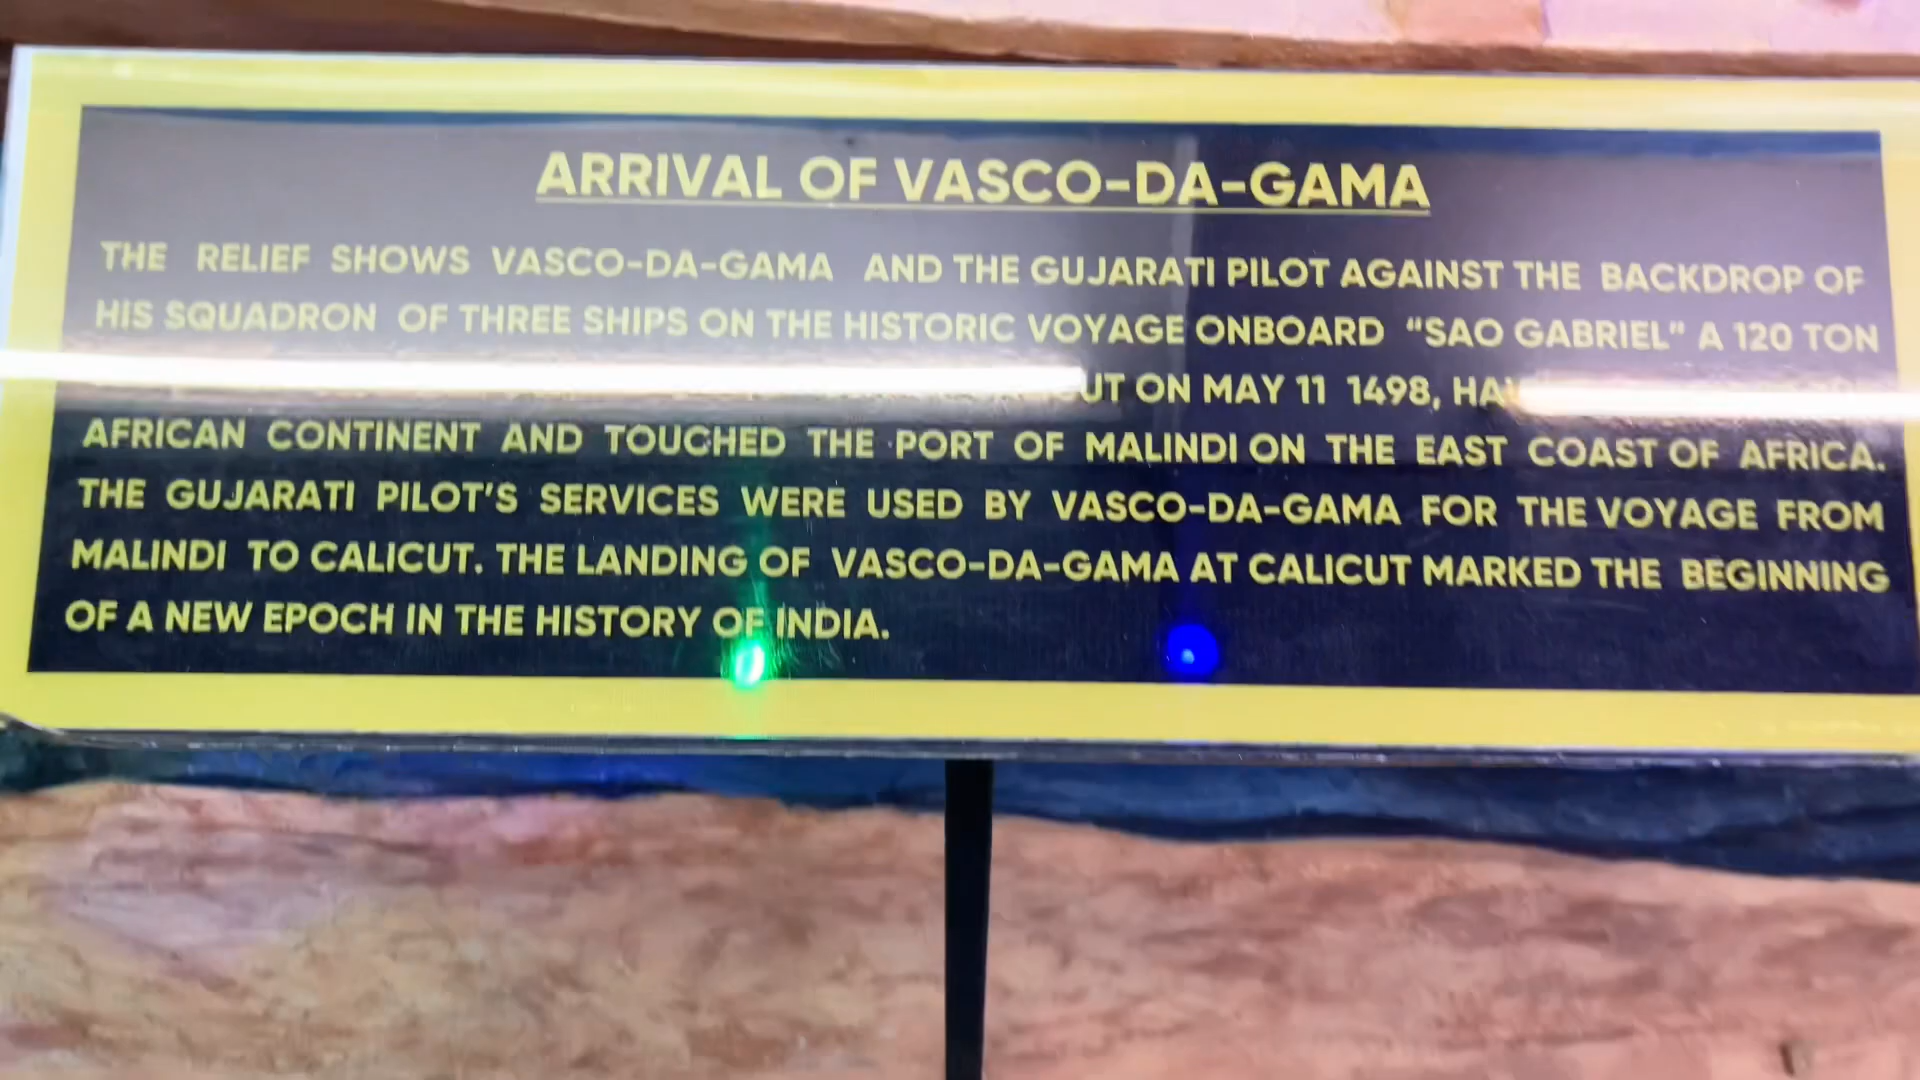 ARRIVAL OF VASCO-DA-GAMA
THE RELIEF SHOWS VASCO-DA-GAMA AND THE GUJARATI PILOT AGAINST THE BACKDROP OF
HIS SQUADRON OF THREE SHIPS ON THE HISTORIC VOYAGE ONBOARD “SAO GABRIEL” A 120 TON
ON MAY 11 1498,
AFRICAN CONTINENT AND TOUCHED THE PORT OF MALINDI ON THE EAST COAST OF AFRICA.
THE GUJARATI PILOT'S SERVICES WERE USED BY VASCO-DA-GAMA FOR THE VOYAGE FROM
MALINDI TO CALICUT. THE LANDING OF VASCO-DA-GAMA AT CALICUT MARKED THE BEGINNING
OF A NEW EPOCH IN THE HISTORY OF INDIA.